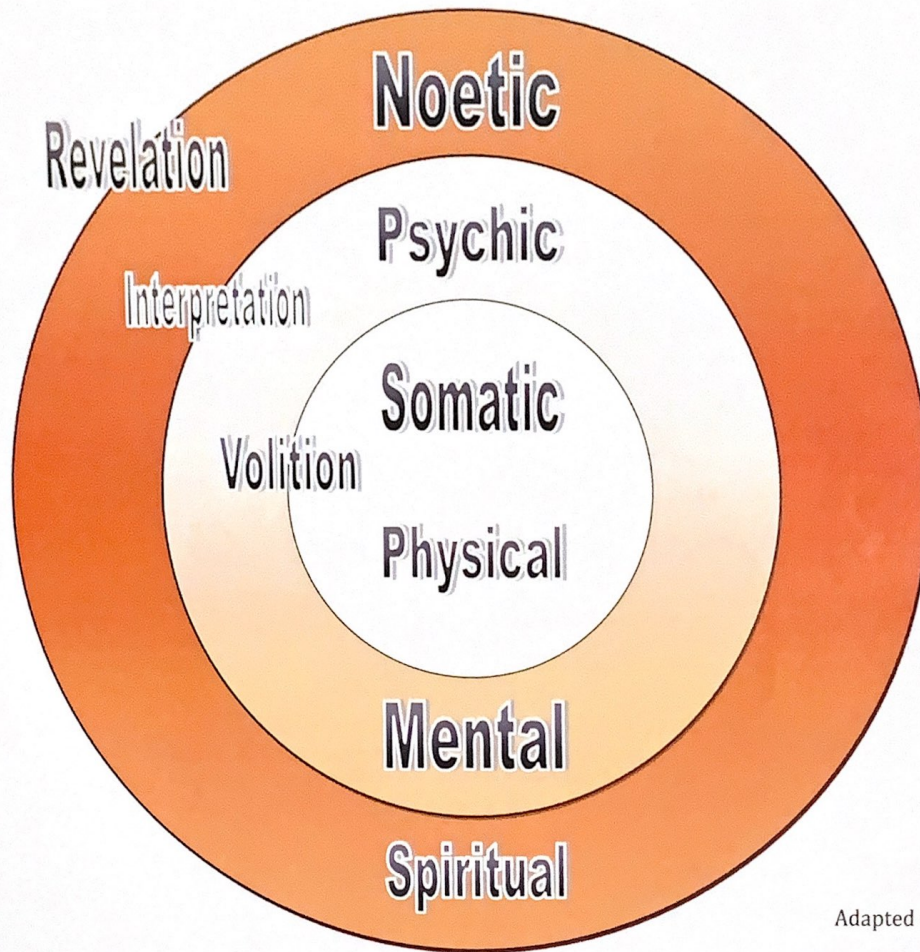 Noetic
Revelation
Psychic
Interpretation
Somatic
Volition
Physical
Mental
Spiritual
Adapted